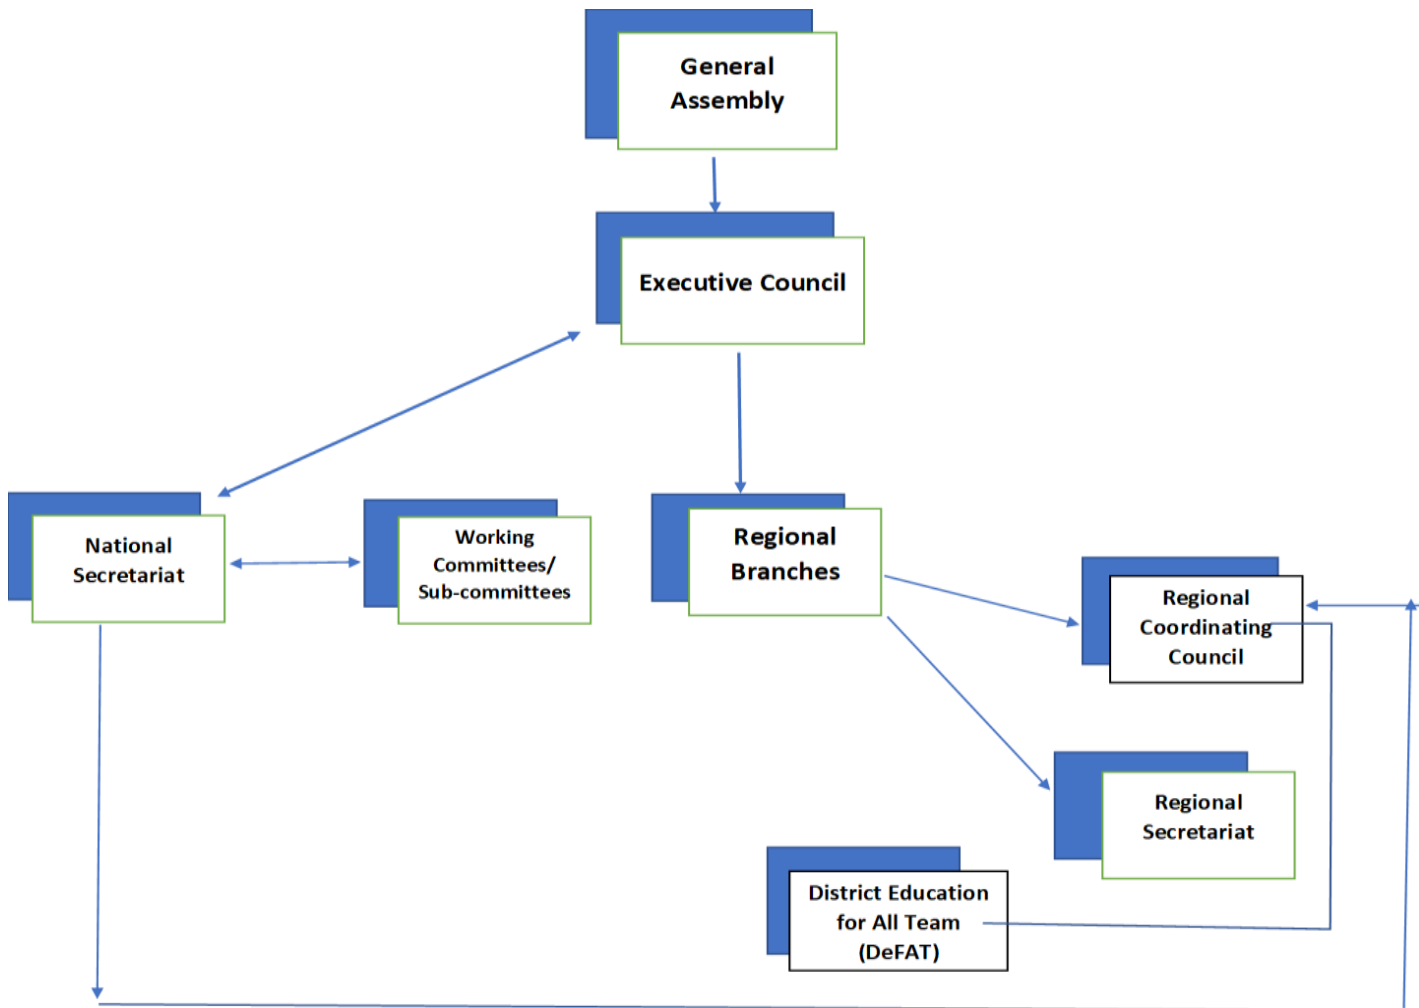 General
Assembly
Executive Council
National
Secretariat
Working
Committees/
Sub-committees
Regional
Branches
Regional
Coordinating
Council
Regional
Secretariat
District Education
for All Team
(DeFAT)